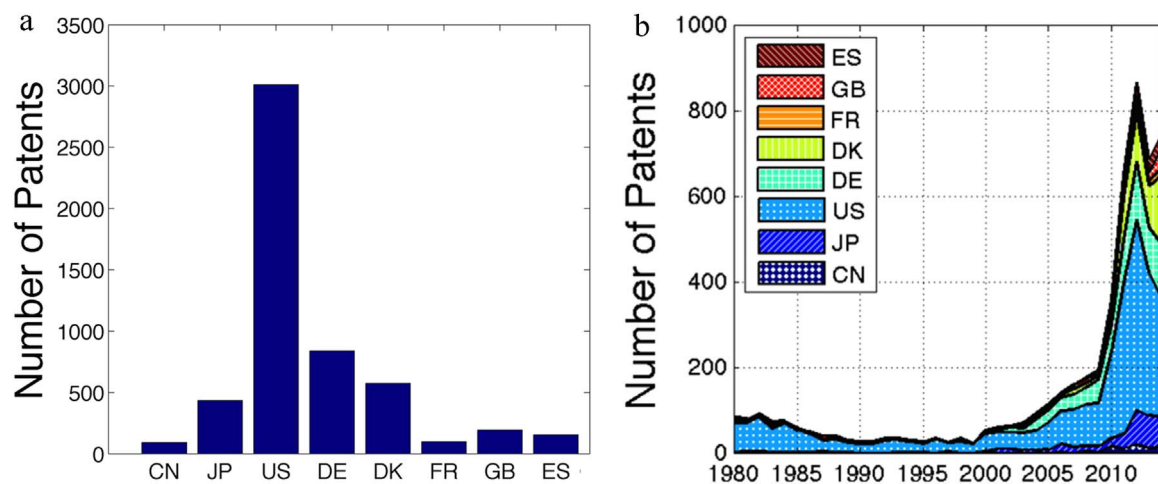 a
Number of Patents
3500
3000
2500
2000
1500
1000
500
0
CN JP US DE DK FR GB ES
b
Number of Patents
1000
800
600
400
200
0
ES
GB
FR
DK
DE
US
JP
CN
1980 1985 1990 1995 2000 2005 2010